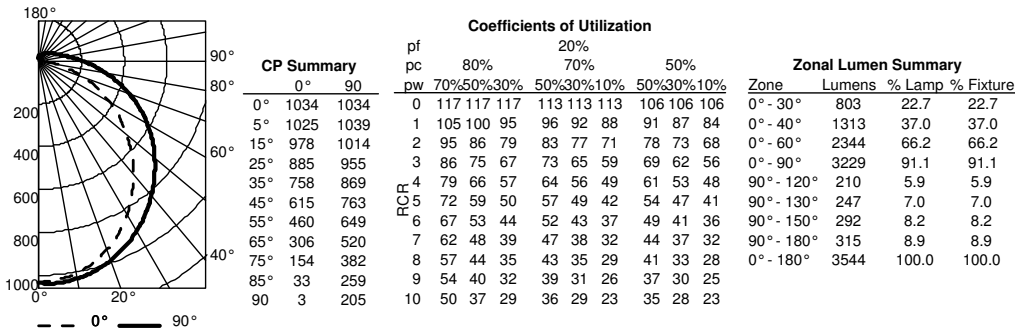 180°
90°
80°
60°
40°
200
400
600
800
1000
0° 20°
0° 90°
CP Summary
0° 90
0° 1034 1034
5° 1025 1039
15° 978 1014
25° 885 955
35° 758 869
45° 615 763
55° 460 649
65° 306 520
75° 154 382
85° 33 259
90 3 205
Coefficients of Utilization
pf 20%
pc 80% 70% 50%
pw 70%50%30% 50%30%10% 50%30%10%
RCR
0 117 117 117 113 113 113 106 106 106
1 105 100 95 96 92 88 91 87 84
2 95 86 79 83 77 71 78 73 68
3 86 75 67 73 65 59 69 62 56
4 79 66 57 64 56 49 61 53 48
5 72 59 50 57 49 42 54 47 41
6 67 53 44 52 43 37 49 41 36
7 62 48 39 47 38 32 44 37 32
8 57 44 35 43 35 29 41 33 28
9 54 40 32 39 31 26 37 30 25
10 50 37 29 36 29 23 35 28 23
Zonal Lumen Summary
Zone Lumens % Lamp % Fixture
0° - 30° 803 22.7 22.7
0° - 40° 1313 37.0 37.0
0° - 60° 2344 66.2 66.2
0° - 90° 3229 91.1 91.1
90° - 120° 210 5.9 5.9
90° - 130° 247 7.0 7.0
90° - 150° 292 8.2 8.2
90° - 180° 315 8.9 8.9
0° - 180° 3544 100.0 100.0